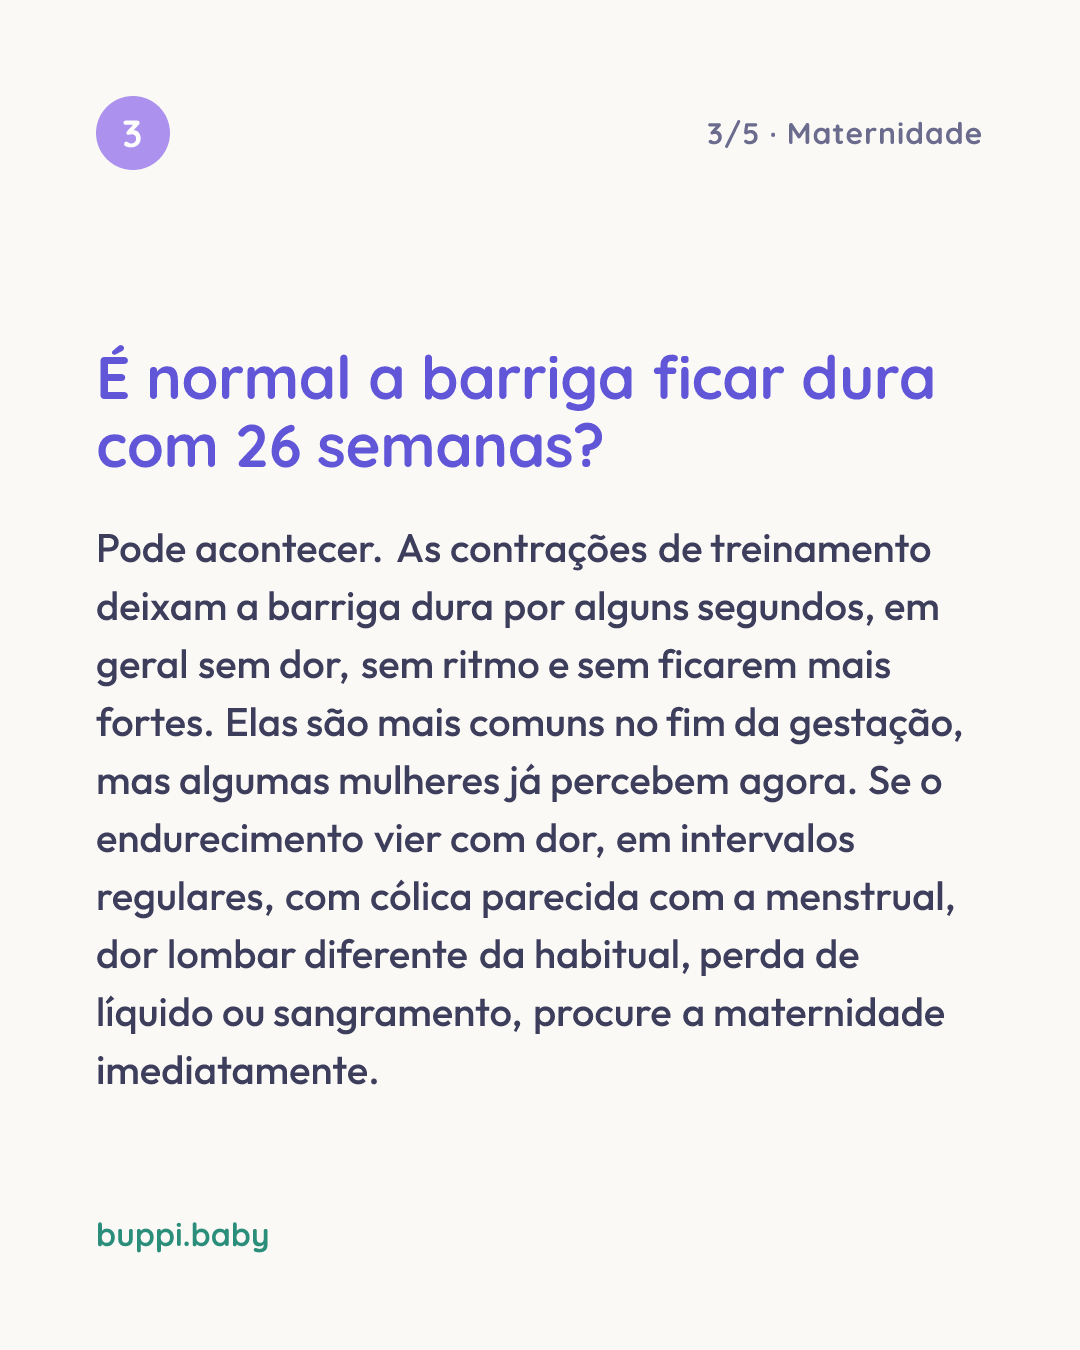 3
3/5 · Maternidade
É normal a barriga ficar dura
com 26 semanas?
Pode acontecer. As contrações de treinamento
deixam a barriga dura por alguns segundos, em
geral sem dor, sem ritmo e sem ficarem mais
fortes. Elas são mais comuns no fim da gestação,
mas algumas mulheres já percebem agora. Se o
endurecimento vier com dor, em intervalos
regulares, com cólica parecida com a menstrual,
dor lombar diferente da habitual, perda de
líquido ou sangramento, procure a maternidade
imediatamente.
buppi.baby